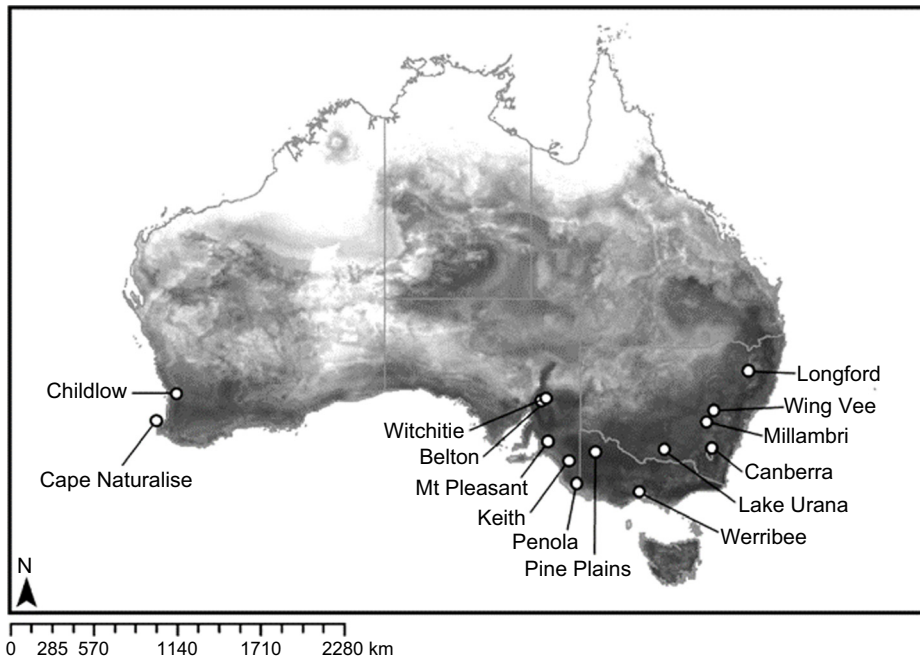 Longford
Childlow
Wing Vee
Witchitie
Millambri
Belton
Canberra
Cape Naturalise
Mt Pleasant
Lake Urana
Keith
Penola
Werribee
Pine Plains
N
0 285 570 1140 1710 2280 km